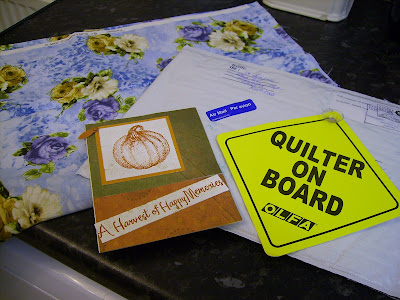 Air Mail Par avion
QUILTER
ON
BOARD
OLFA
A Harvest of Happy Memories